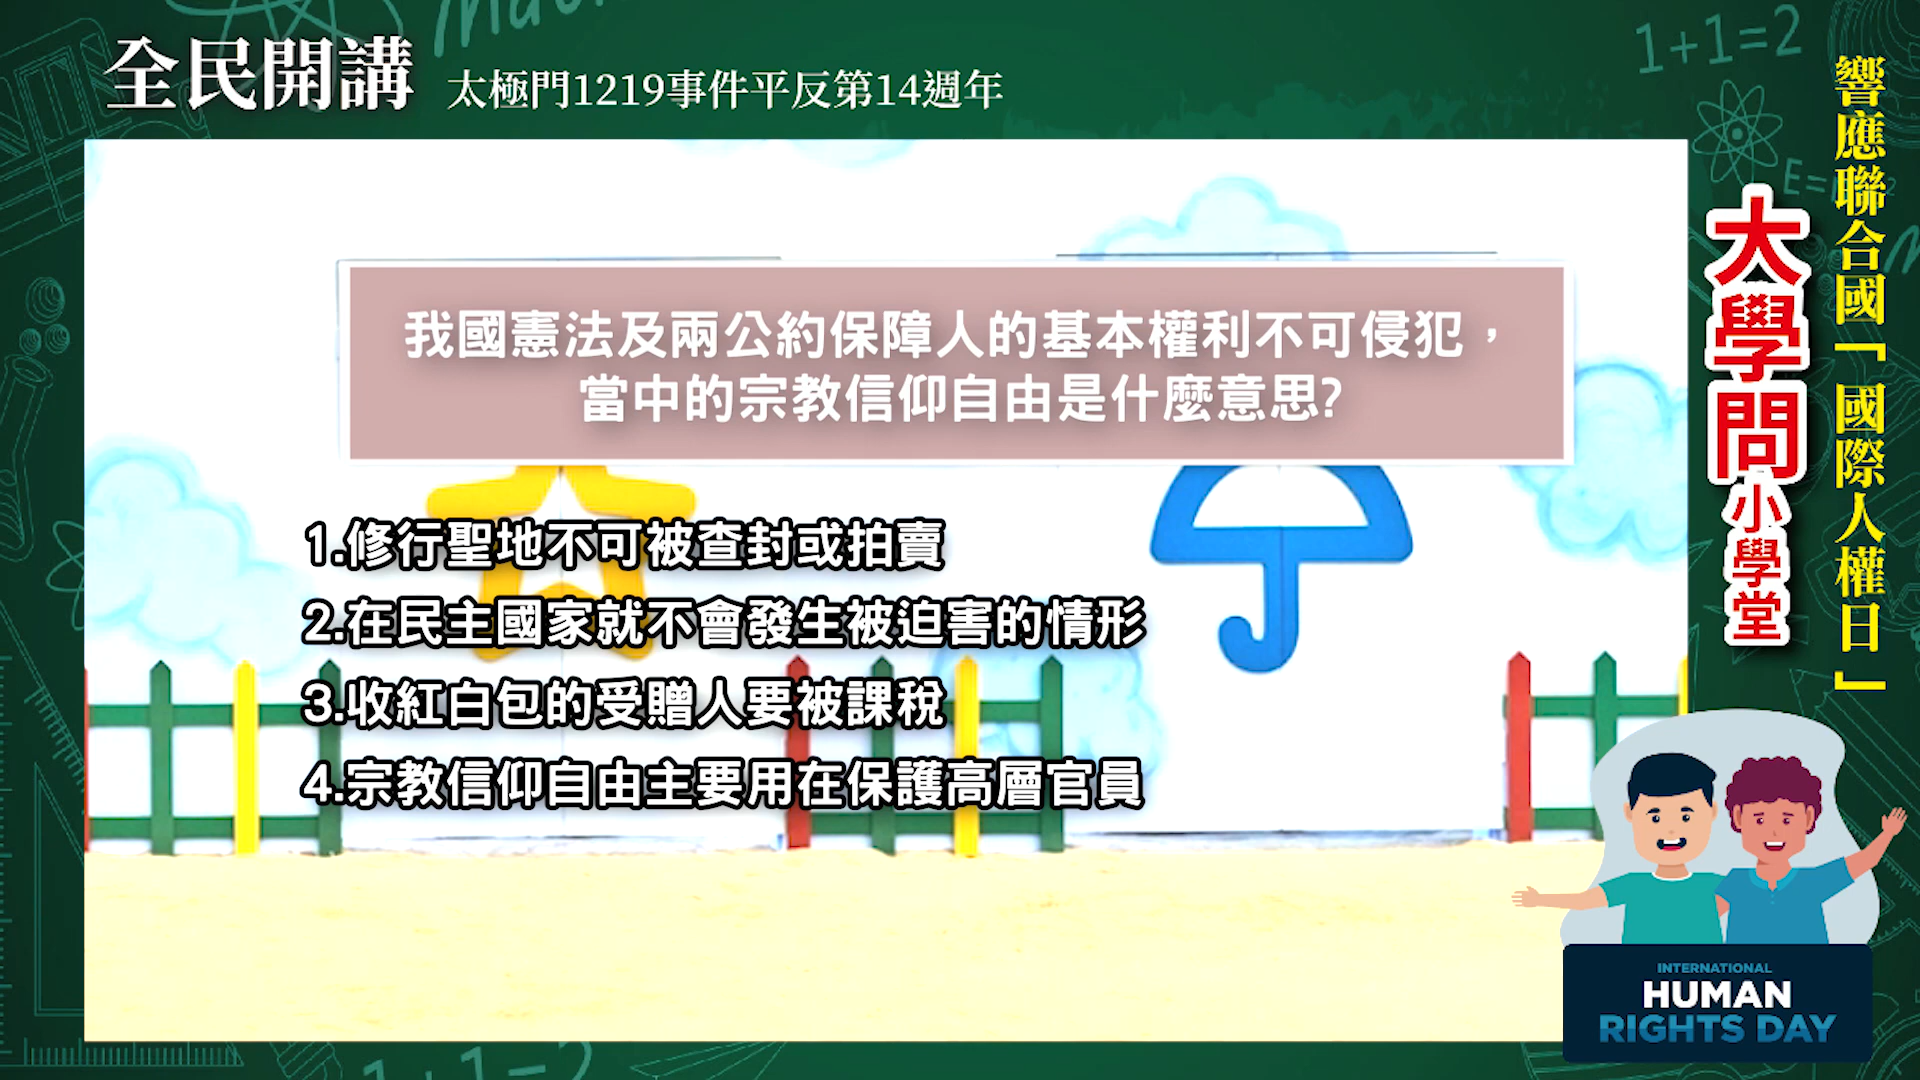 全民開講
太極門1219事件平反第14週年
1+1=2
響應聯合國「國際人權日」
大學問小學堂
我國憲法及兩公約保障人的基本權利不可侵犯，
當中的宗教信仰自由是什麼意思?
1.修行聖地不可被查封或拍賣
2.在民主國家就不會發生被迫害的情形
3.收紅白包的受贈人要被課稅
4.宗教信仰自由主要用在保護高層官員
INTERNATIONAL
HUMAN
RIGHTS DAY